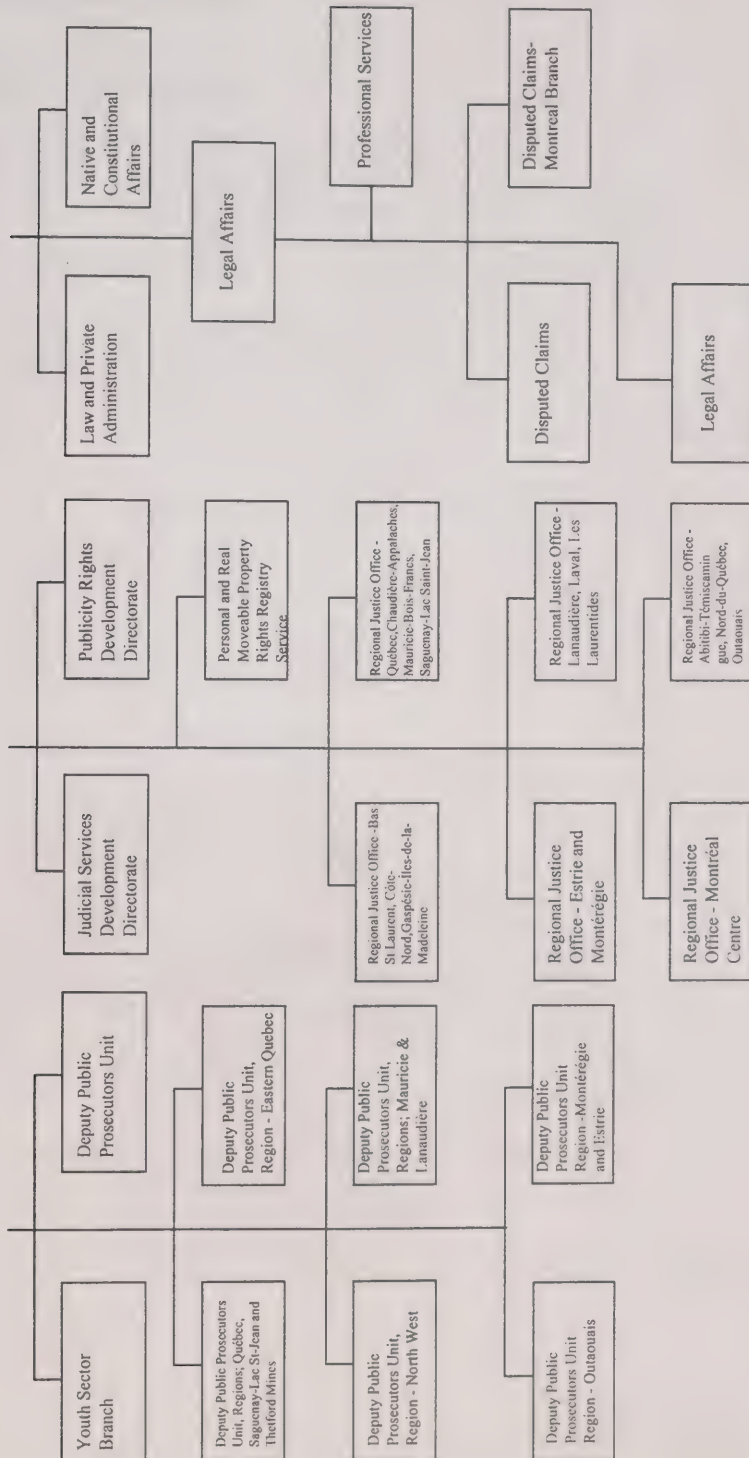 Youth Sector
Branch
Deputy Public
Prosecutors Unit
Deputy Public Prosecutors
Unit, Regions; Québec,
Saguenay-Lac St-Jean and
Thetford Mines
Deputy Public
Prosecutors Unit,
Region - Eastern Quebec
Deputy Public
Prosecutors Unit,
Region - North West
Deputy Public
Prosecutors Unit,
Regions; Mauricie &
Lanaudière
Deputy Public
Prosecutors Unit
Region - Outaouais
Deputy Public
Prosecutors Unit
Region -Montérégie
and Estrie
Judicial Services
Development
Directorate
Publicity Rights
Development
Directorate
Personal and Real
Moveable Property
Rights Registry
Service
Regional Justice Office -Bas
St Laurent, Côte-
Nord,Gaspésie-Iles-de-la-
Madeleine
Regional Justice Office -
Québec,Chaudière-Appalaches,
Mauricie-Bois-Francs,
Saguenay-Lac Saint-Jean
Regional Justice
Office - Estrie and
Montérégie
Regional Justice Office -
Lanaudière, Laval, Les
Laurentides
Regional Justice
Office - Montréal
Centre
Regional Justice Office -
Abitibi-Témiscamin
gue, Nord-du-Québec,
Outaouais
Law and Private
Administration
Native and
Constitutional
Affairs
Legal Affairs
Professional Services
Disputed Claims
Disputed Claims-
Montreal Branch
Legal Affairs